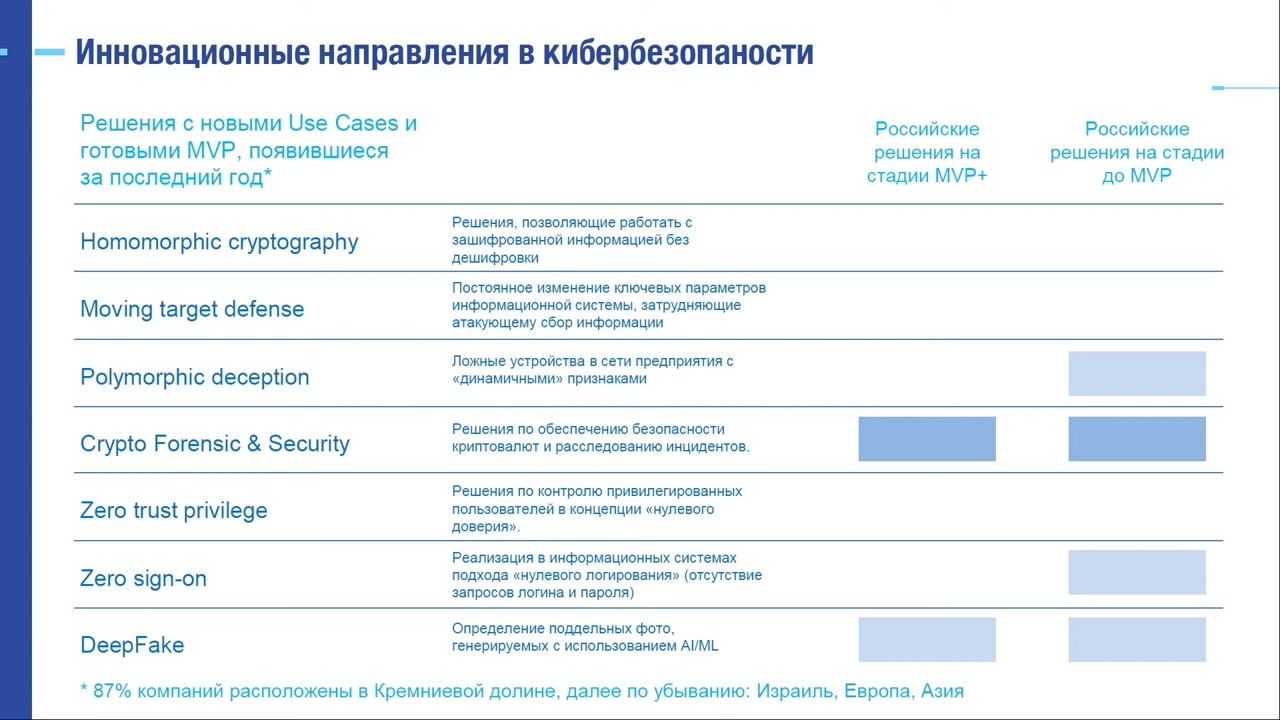 Инновационные направления в кибербезопаности
Решения с новыми Use Cases и
готовыми MVP, появившиеся
за последний год*
Российские
решения на
стадии MVP+
Российские
решения на стадии
до MVP
Homomorphic cryptography
Решения, позволяющие работать с
зашифрованной информацией без
дешифровки
Moving target defense
Постоянное изменение ключевых параметров
информационной системы, затрудняющие
атакующему сбор информации
Polymorphic deception
Ложные устройства в сети предприятия с
«динамичными» признаками
Crypto Forensic & Security
Решения по обеспечению безопасности
криптовалют и расследованию инцидентов.
Zero trust privilege
Решения по контролю привилегированных
пользователей в концепции «нулевого
доверия».
Zero sign-on
Реализация в информационных системах
подхода «нулевого логирования» (отсутствие
запросов логина и пароля)
DeepFake
Определение поддельных фото,
генерируемых с использованием AI/ML
* 87% компаний расположены в Кремниевой долине, далее по убыванию: Израиль, Европа, Азия